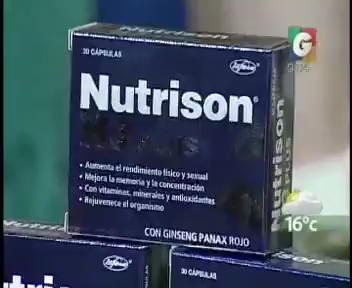 30 CÁPSULAS
Nutrison®
• Aumenta el rendimiento físico y sexual
• Mejora la memoria y la concentración
• Con vitaminas, minerales y antioxidantes
• Rejuvenece el organismo
CON GINSENG PANAX ROJO
Nutrison
PLUS
G
16°C
30 CÁPSULAS